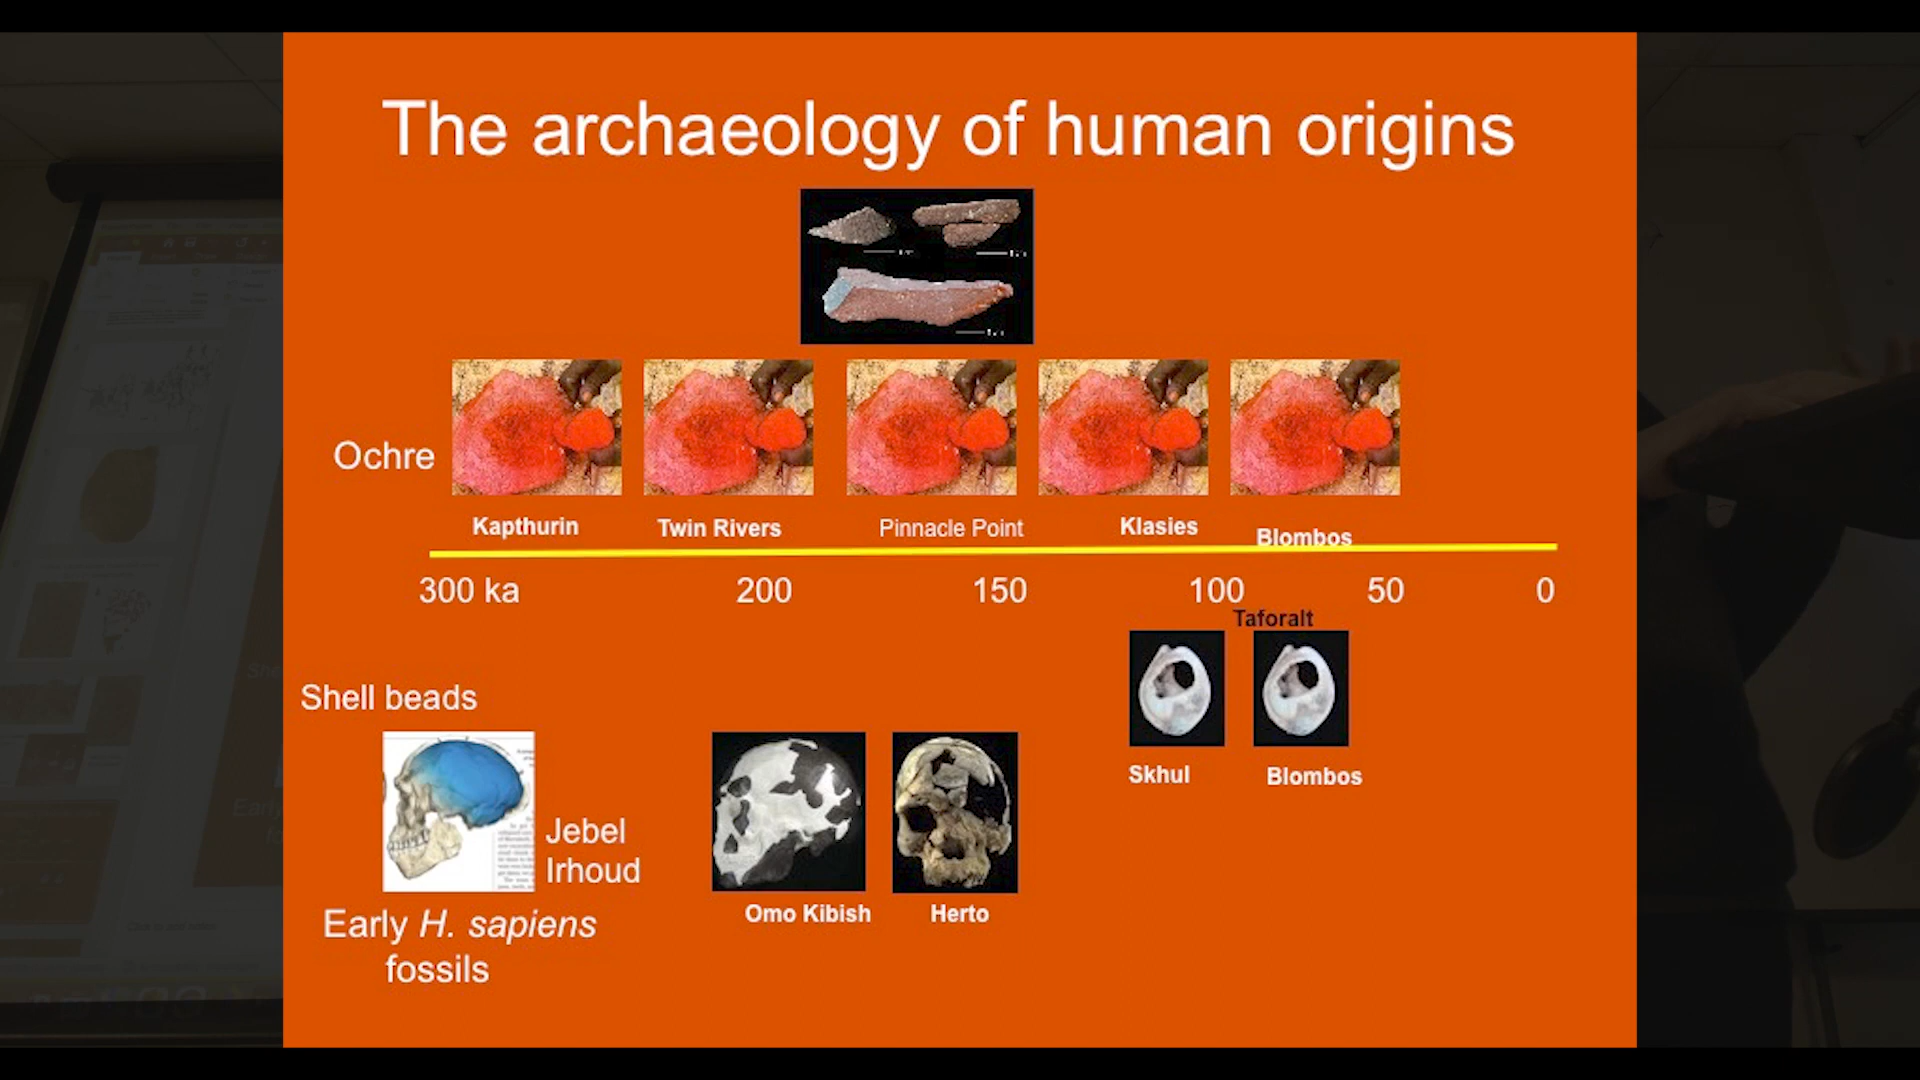 The archaeology of human origins
Ochre
Kapthurin
Twin Rivers
Pinnacle Point
Klasies
Blombos
300 ka
200
150
100
50
0
Taforalt
Shell beads
Skhul
Blombos
Jebel
Irhoud
Omo Kibish
Herto
Early H. sapiens
fossils